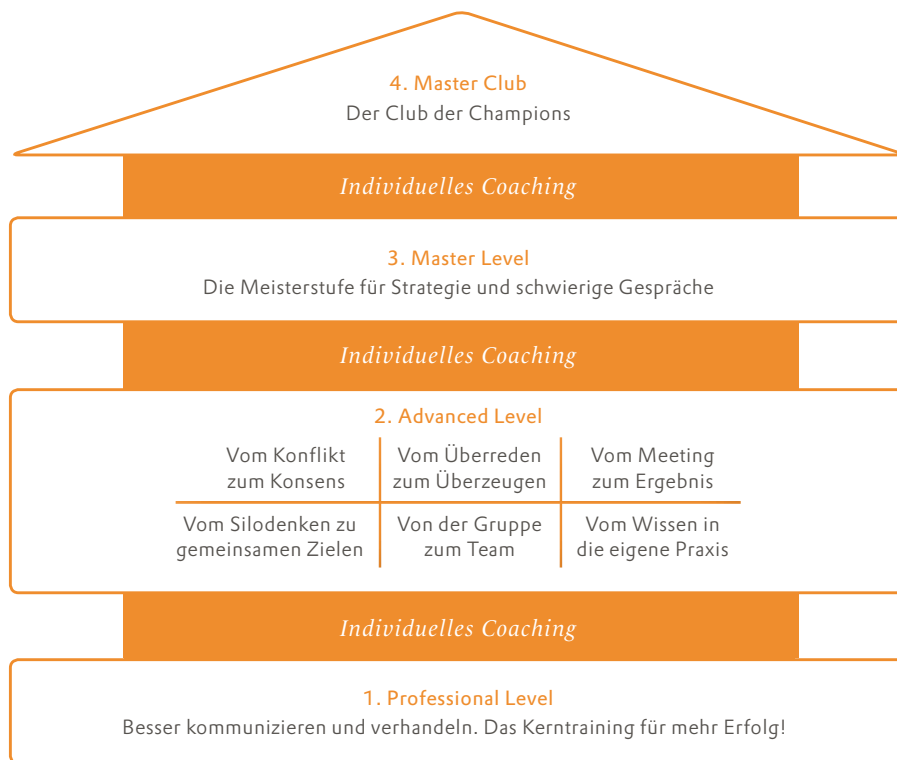 4. Master Club
Der Club der Champions
Individuelles Coaching
3. Master Level
Die Meisterstufe für Strategie und schwierige Gespräche
Individuelles Coaching
2. Advanced Level
Vom Konflikt
zum Konsens
Vom Überreden
zum Überzeugen
Vom Meeting
zum Ergebnis
Vom Silodenken zu
gemeinsamen Zielen
Von der Gruppe
zum Team
Vom Wissen in
die eigene Praxis
Individuelles Coaching
1. Professional Level
Besser kommunizieren und verhandeln. Das Kerntraining für mehr Erfolg!